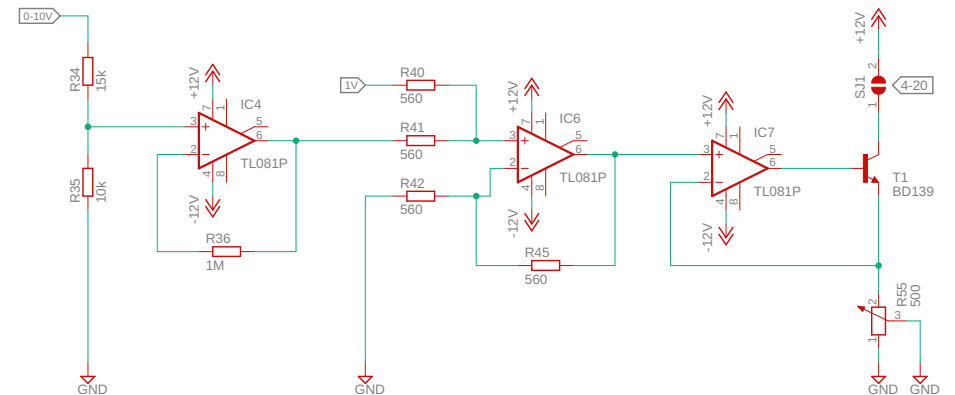 0-10V
R34
15k
R35
10k
GND
+12V
-12V
IC4
TL081P
3
2
7
1
5
6
4
8
R36
1M
1V
R40
560
R41
560
R42
560
GND
+12V
-12V
IC6
TL081P
3
2
7
1
5
6
4
8
R45
560
+12V
-12V
IC7
TL081P
3
2
7
1
5
6
4
8
+12V
SJ1
2
1
4-20
T1
BD139
R55
500
2
3
1
GND
GND